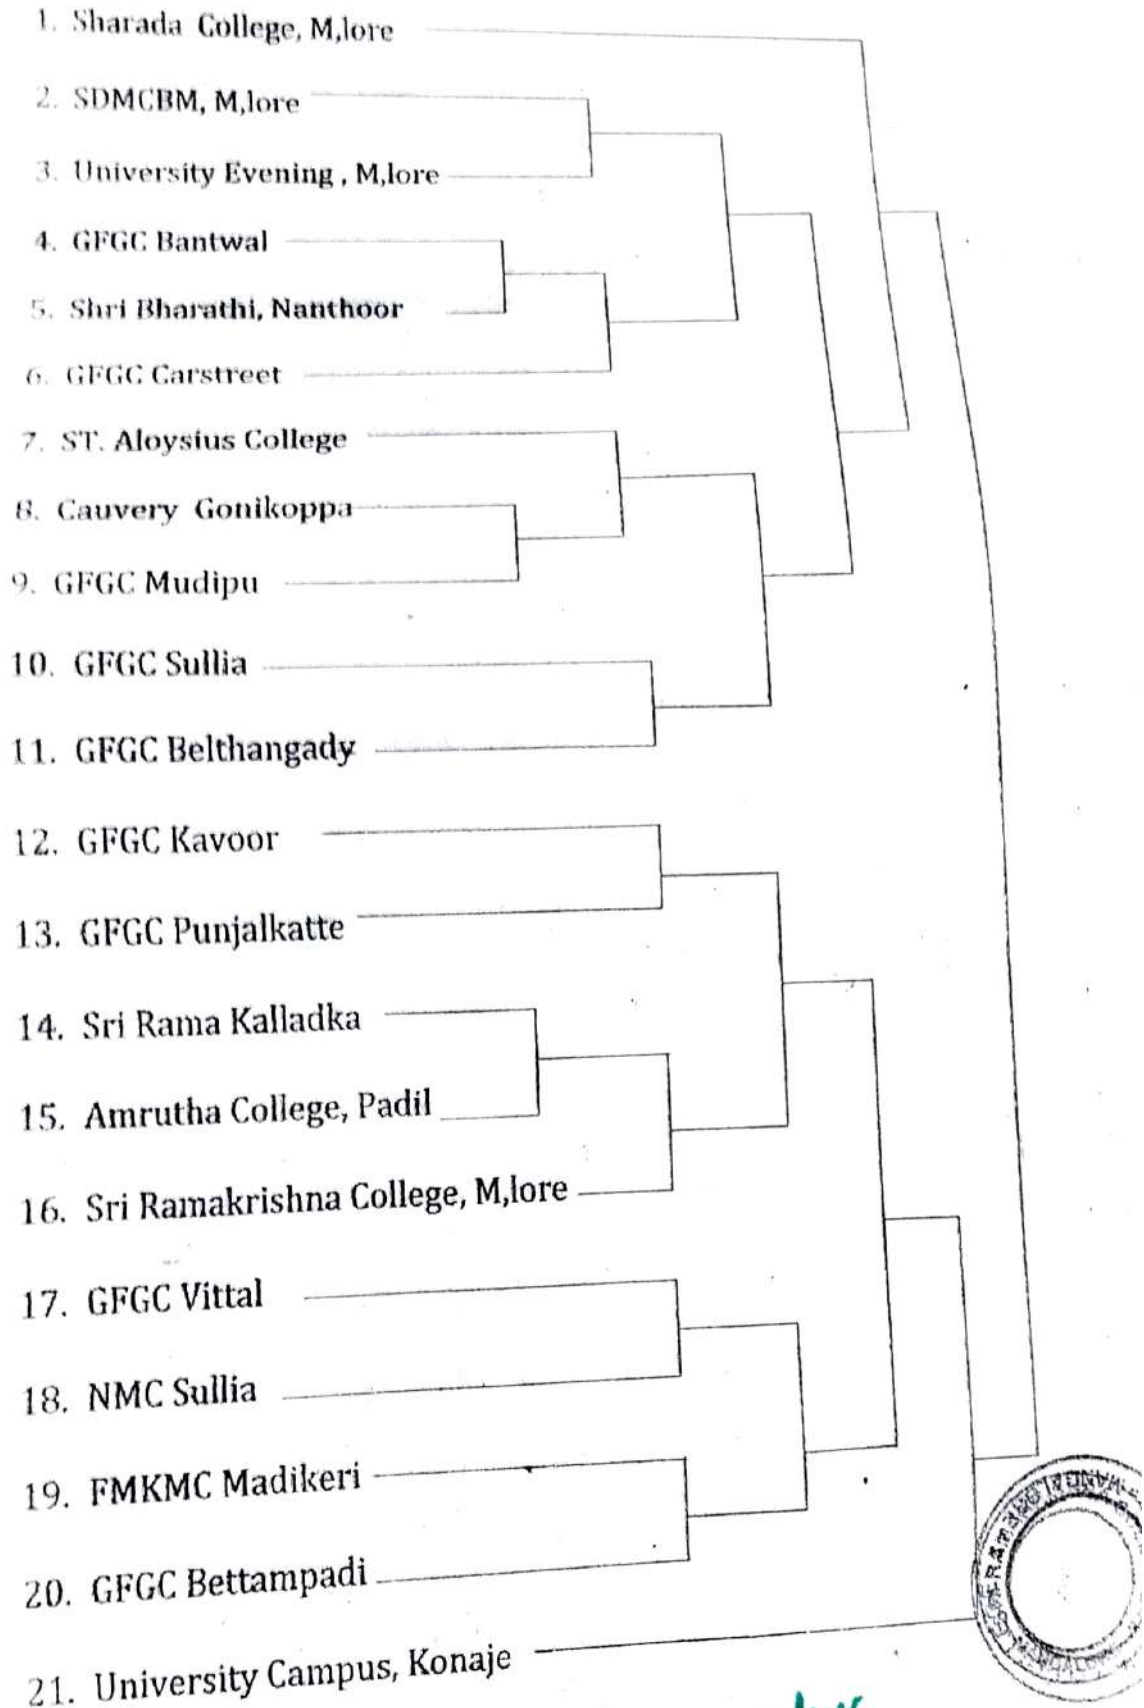 1. Sharada College, M,lore
2. SDMCBM, M,lore
3. University Evening , M,lore
4. GFGC Bantwal
5. Shri Bharathi, Nanthoor
6. GFGC Carstreet
7. ST. Aloysius College
8. Cauvery Gonikoppa
9. GFGC Mudipu
10. GFGC Sullia
11. GFGC Belthangady
12. GFGC Kavoor
13. GFGC Punjalkatte
14. Sri Rama Kalladka
15. Amrutha College, Padil
16. Sri Ramakrishna College, M,lore
17. GFGC Vittal
18. NMC Sullia
19. FMKMC Madikeri
20. GFGC Bettampadi
21. University Campus, Konaje